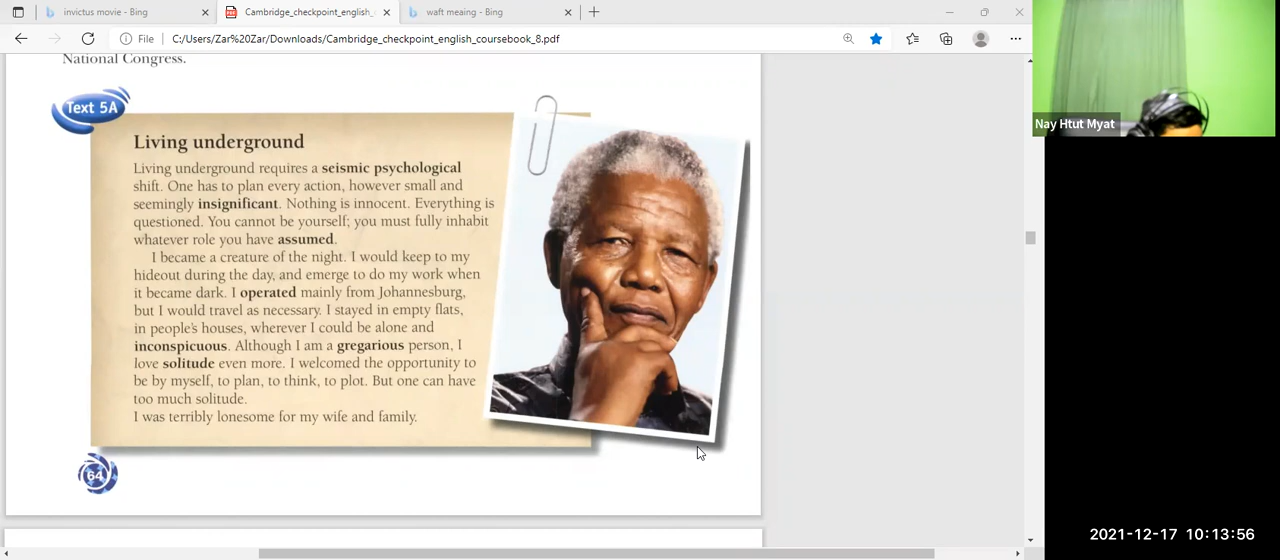 invictus movie - Bing
Cambridge_checkpoint_english_
waft meaing - Bing
File
C:/Users/Zar%20Zar/Downloads/Cambridge_checkpoint_english_coursebook_8.pdf
National Congress.
Text 5A
Living underground
Living underground requires a seismic psychological
shift. One has to plan every action, however small and
seemingly insignificant. Nothing is innocent. Everything is
questioned. You cannot be yourself; you must fully inhabit
whatever role you have assumed.
I became a creature of the night. I would keep to my
hideout during the day, and emerge to do my work when
it became dark. I operated mainly from Johannesburg,
but I would travel as necessary. I stayed in empty flats,
in people's houses, wherever I could be alone and
inconspicuous. Although I am a gregarious person, I
love solitude even more. I welcomed the opportunity to
be by myself, to plan, to think, to plot. But one can have
too much solitude.
I was terribly lonesome for my wife and family.
64
Nay Htut Myat
2021-12-17 10:13:56